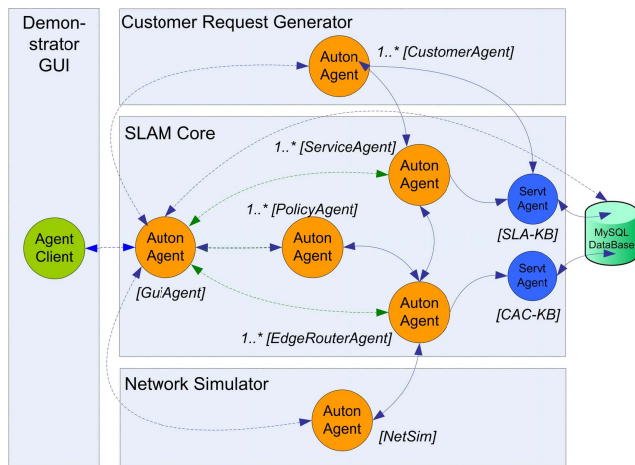 Demon-
strator
GUI
Customer Request Generator
1..* [CustomerAgent]
Auton
Agent
SLAM Core
1..* [ServiceAgent]
Auton
Agent
1..* [PolicyAgent]
Servt
Agent
[SLA-KB]
MySQL
DataBase
Agent
Client
Auton
Agent
[GuiAgent]
Auton
Agent
Servt
Agent
[CAC-KB]
Auton
Agent
1..* [EdgeRouterAgent]
Network Simulator
Auton
Agent
[NetSim]